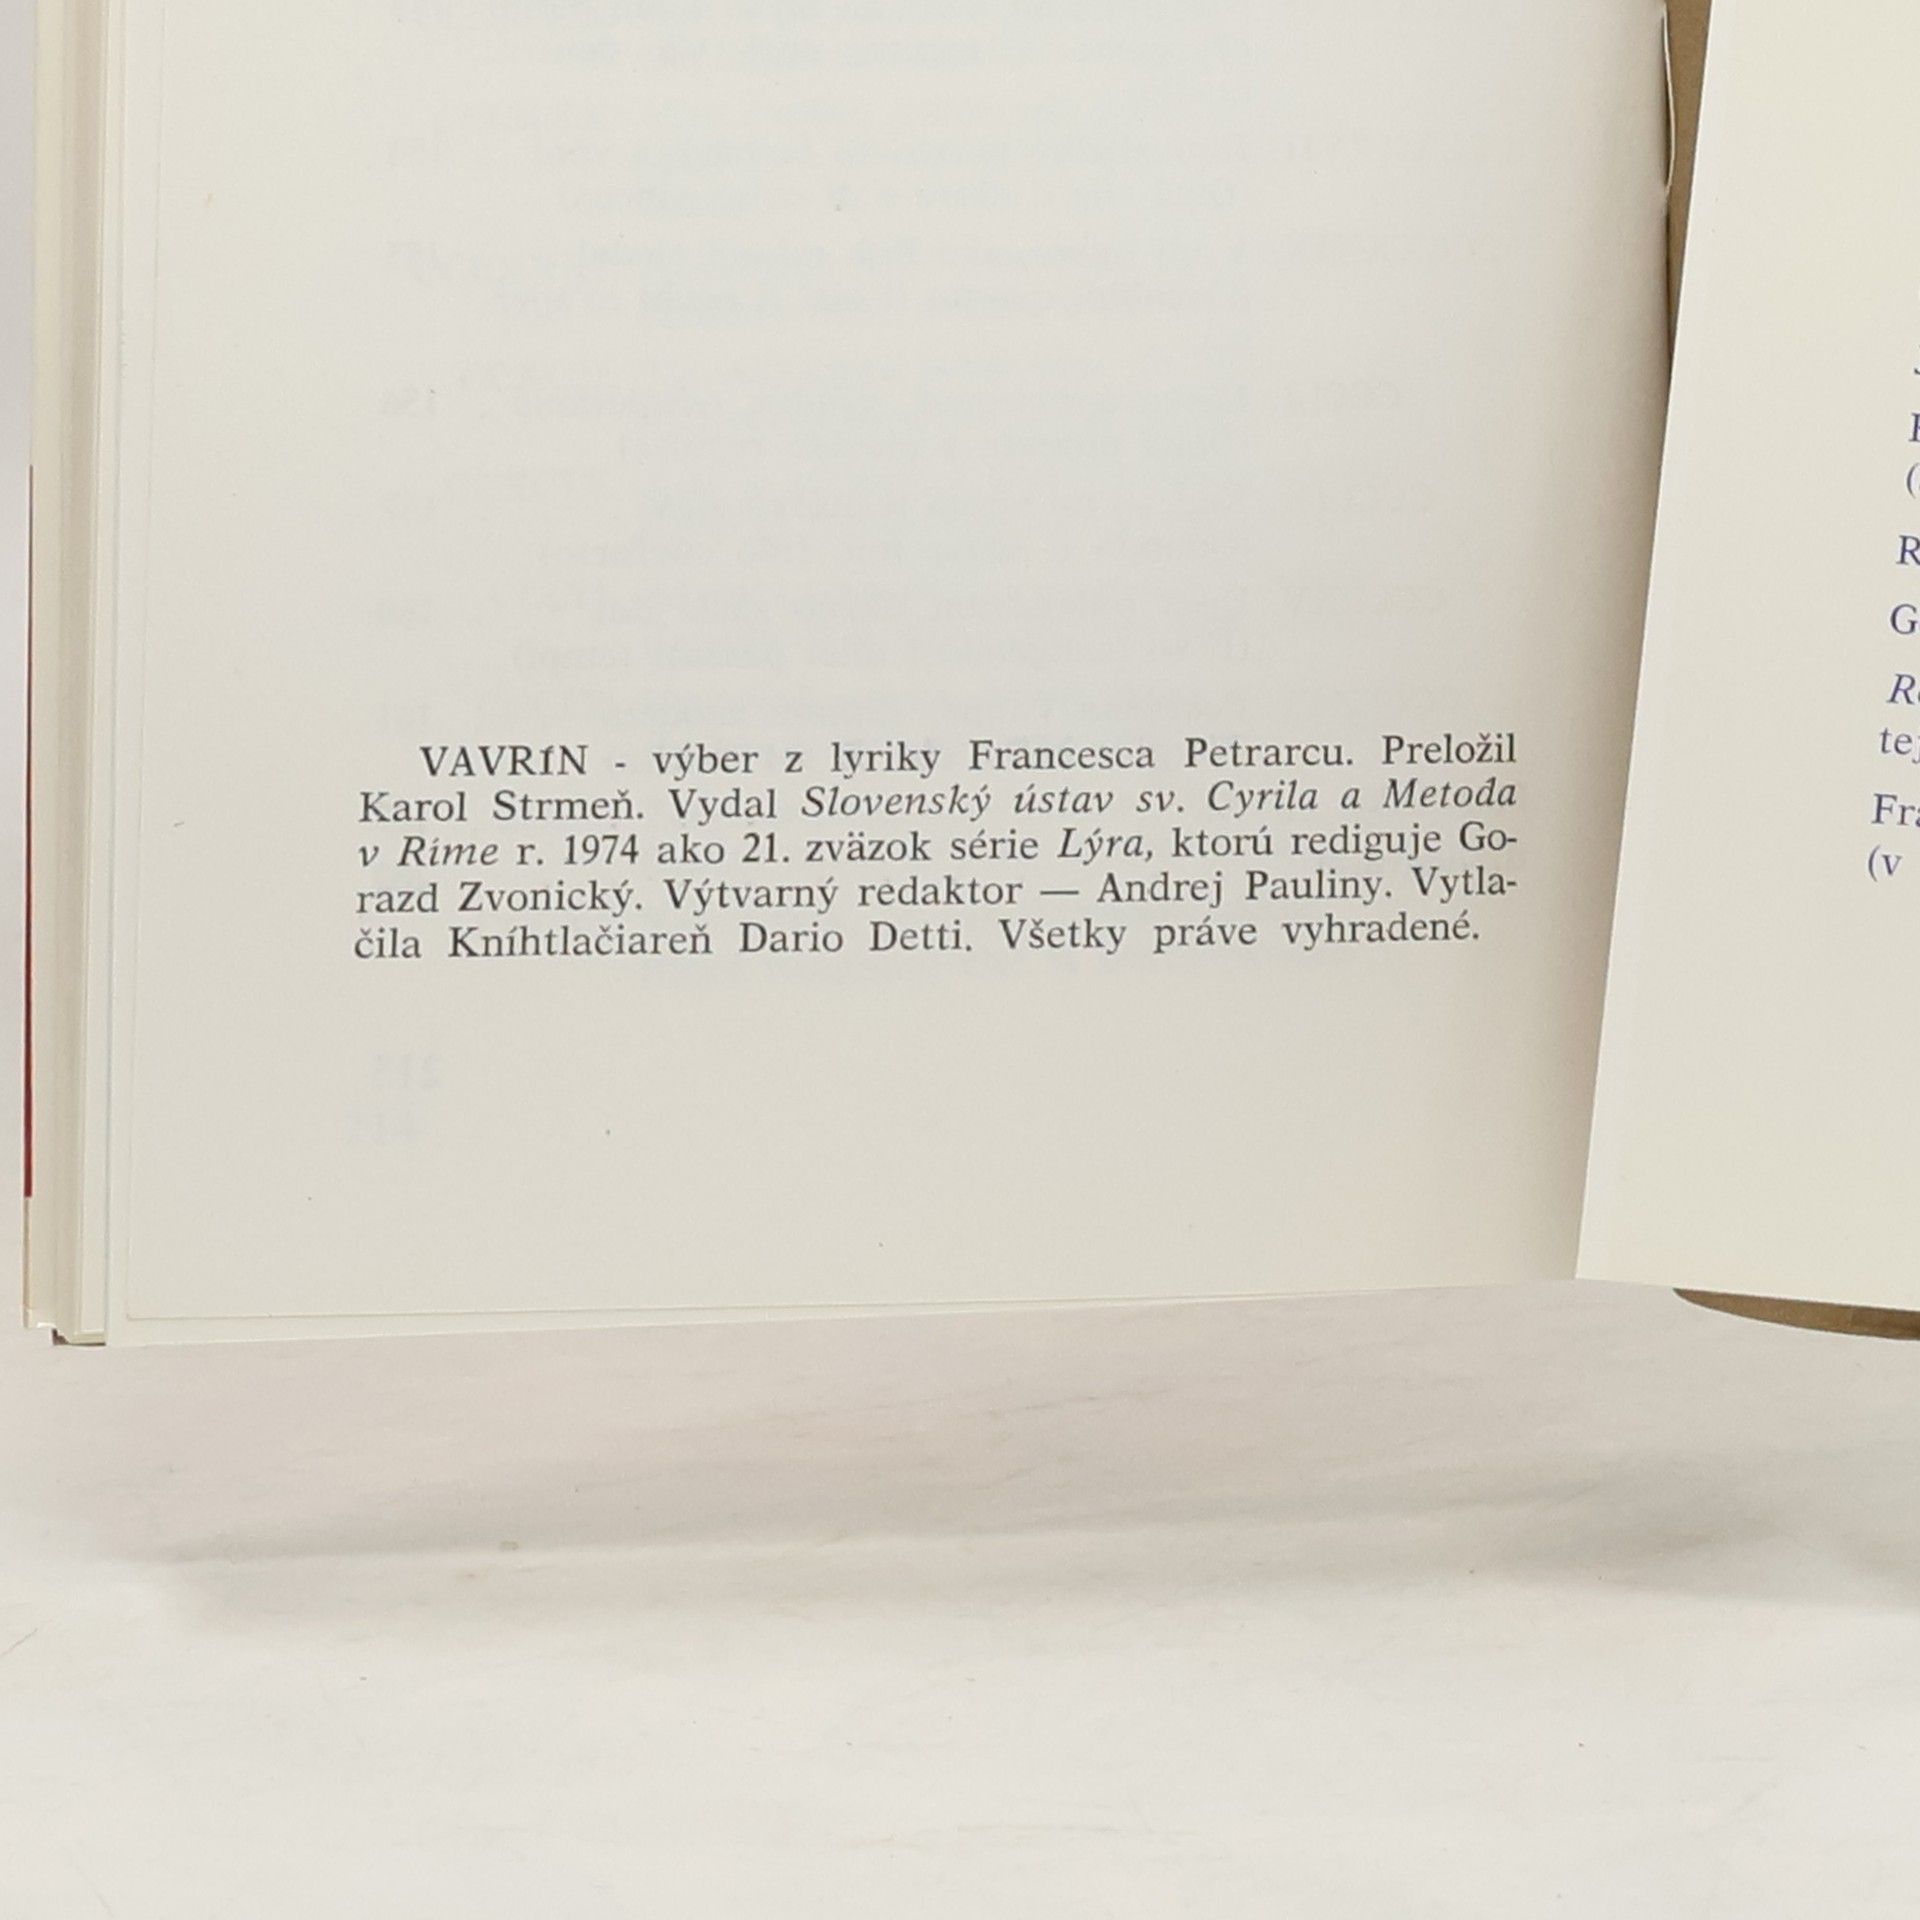 VAVRÍN - výber z lyriky Francesca Petrarcu. Preložil
Karol Strmeň. Vydal Slovenský ústav sv. Cyrila a Metoda
v Ríme r. 1974 ako 21. zväzok série Lýra, ktorú rediguje Go-
razd Zvonický. Výtvarný redaktor — Andrej Pauliny. Vytla-
čila Kníhtlačiareň Dario Detti. Všetky práve vyhradené.
(v